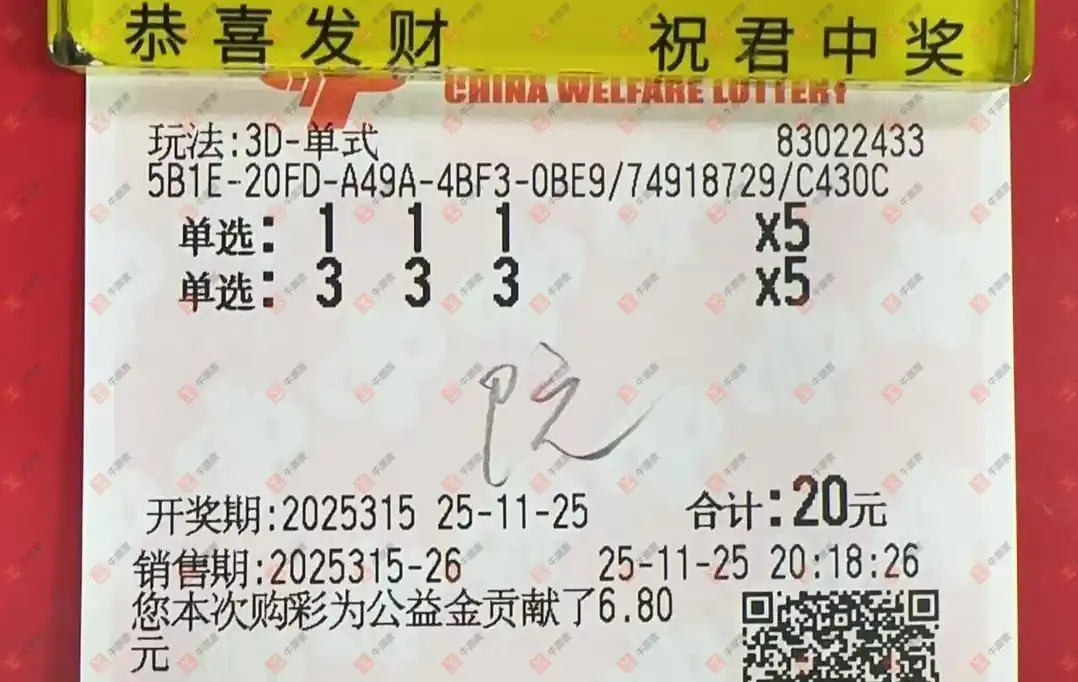 恭喜发财 祝君中奖
CHINA WELFARE LOTTERY
玩法:3D-单式 83022433
5B1E-20FD-A49A-4BF3-0BE9/74918729/C430C
单选: 1 1 1 x5
单选: 3 3 3 x5
开奖期:2025315 25-11-25 合计:20元
销售期:2025315-26 25-11-25 20:18:26
您本次购彩为公益金贡献了6.80
元